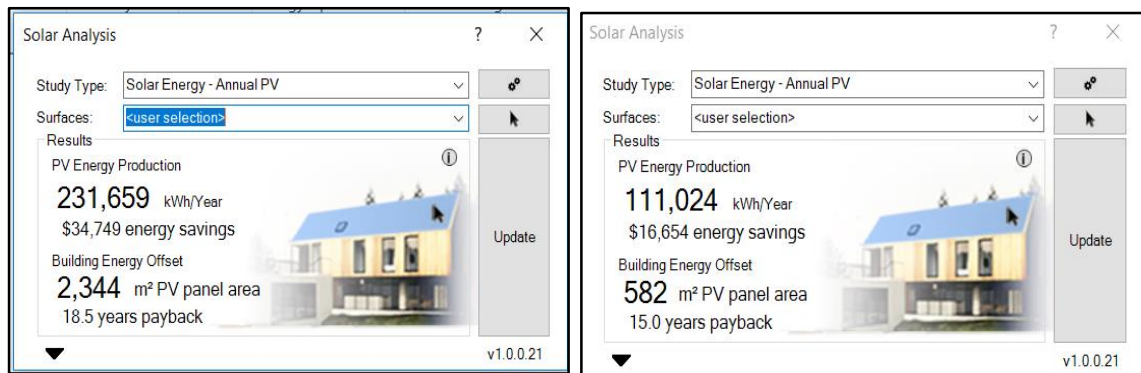 Solar Analysis ?
Study Type: Solar Energy - Annual PV
Surfaces: <user selection>
Results
PV Energy Production
231,659 kWh/Year
$34,749 energy savings
Building Energy Offset
2,344 m² PV panel area
18.5 years payback
Update
v1.0.0.21
Solar Analysis ?
Study Type: Solar Energy - Annual PV
Surfaces: <user selection>
Results
PV Energy Production
111,024 kWh/Year
$16,654 energy savings
Building Energy Offset
582 m² PV panel area
15.0 years payback
Update
v1.0.0.21